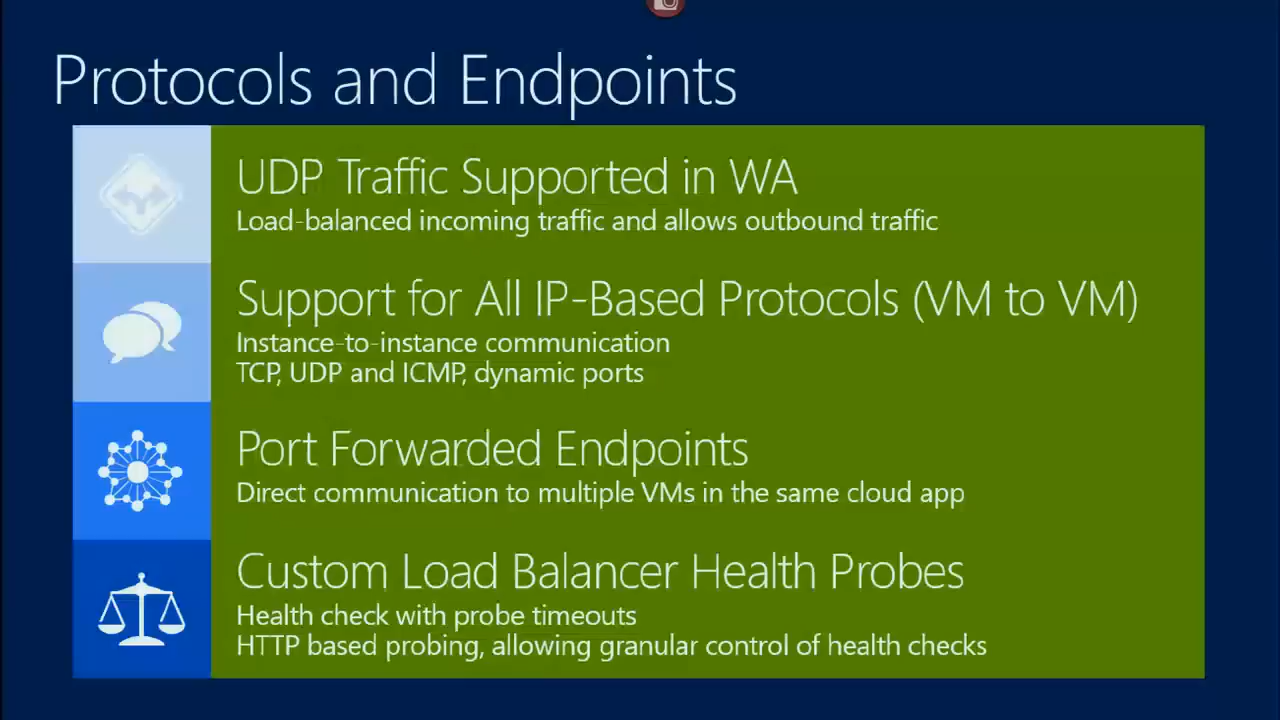 Protocols and Endpoints
UDP Traffic Supported in WA
Load-balanced incoming traffic and allows outbound traffic
Support for All IP-Based Protocols (VM to VM)
Instance-to-instance communication
TCP, UDP and ICMP, dynamic ports
Port Forwarded Endpoints
Direct communication to multiple VMs in the same cloud app
Custom Load Balancer Health Probes
Health check with probe timeouts
HTTP based probing, allowing granular control of health checks